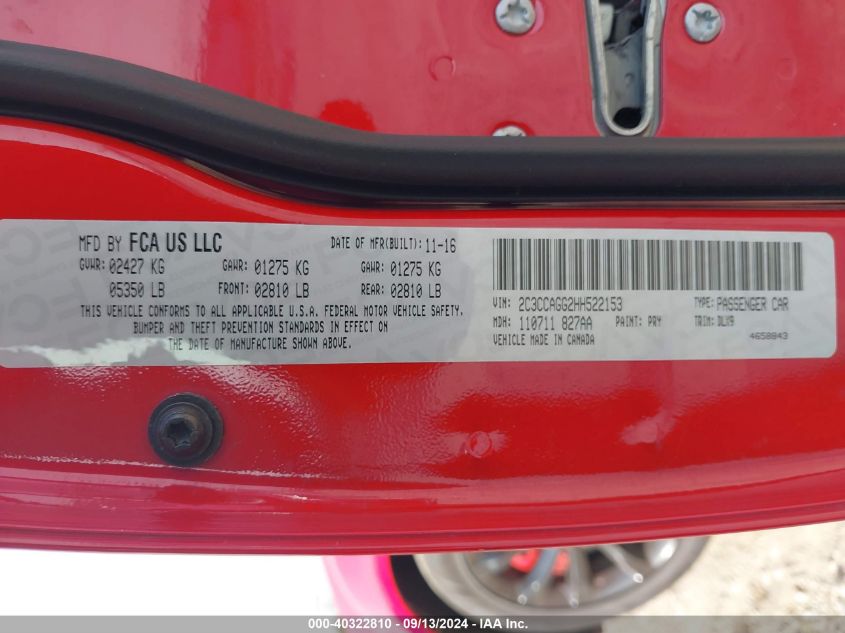 MFD BY FCA US LLC DATE OF MFR(BUILT): 11-16
GVWR: 02427 KG GAWR: 01275 KG GAWR: 01275 KG
05350 LB FRONT: 02810 LB REAR: 02810 LB
THIS VEHICLE CONFORMS TO ALL APPLICABLE U.S.A. FEDERAL MOTOR VEHICLE SAFETY,
BUMPER AND THEFT PREVENTION STANDARDS IN EFFECT ON
THE DATE OF MANUFACTURE SHOWN ABOVE.
VIN: 2C3CCAGG2HH522153 TYPE: PASSENGER CAR
MDH: 110711 827AA PAINT: PRY TRIM: DLX9
VEHICLE MADE IN CANADA 4658843
000-40322810 - 09/13/2024 - IAA Inc.